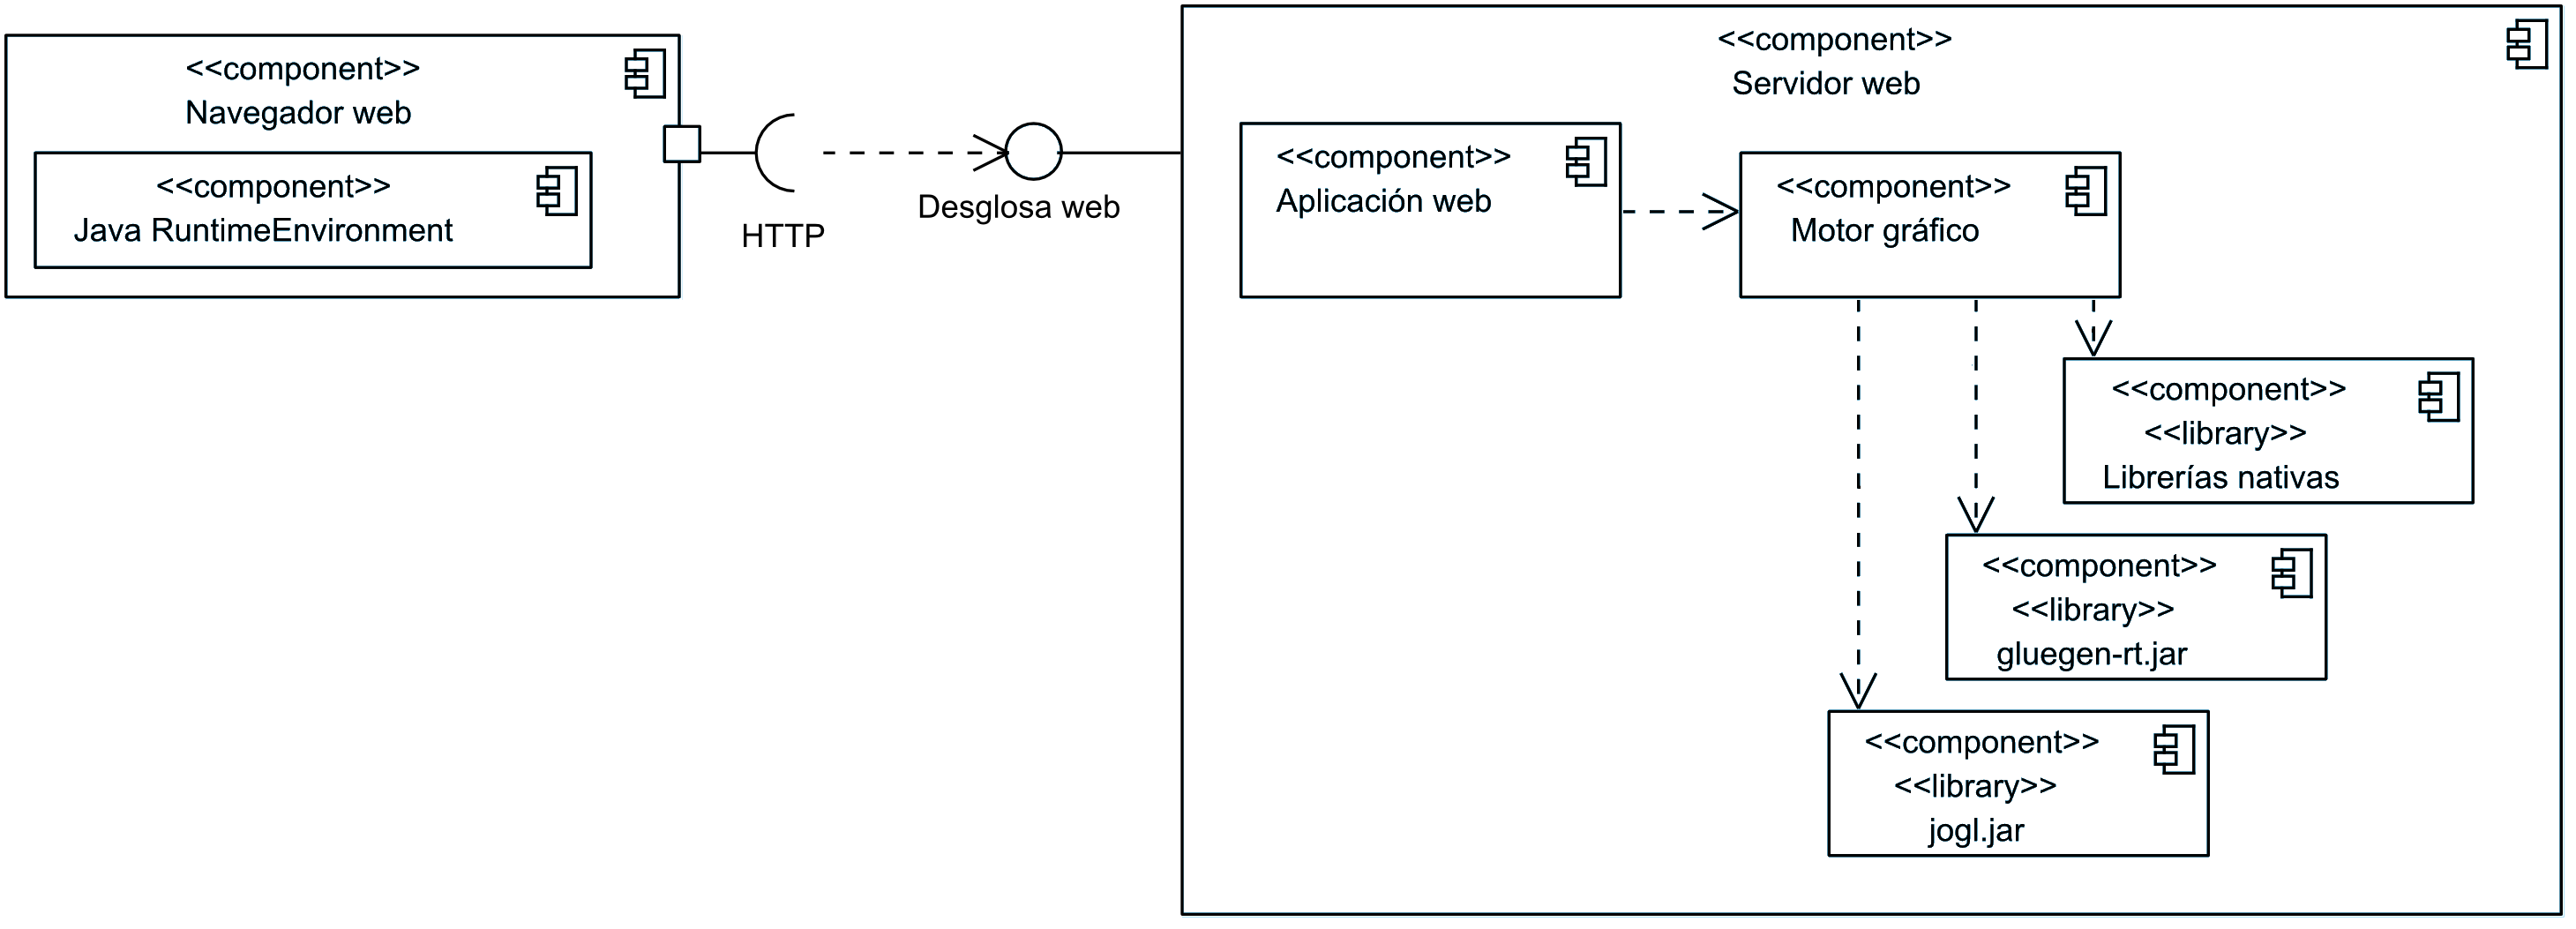 <<component>>
Navegador web
<<component>>
Java RuntimeEnvironment
HTTP
Desglosa web
<<component>>
Servidor web
<<component>>
Aplicación web
<<component>>
Motor gráfico
<<component>>
<<library>>
Librerías nativas
<<component>>
<<library>>
gluegen-rt.jar
<<component>>
<<library>>
jogl.jar